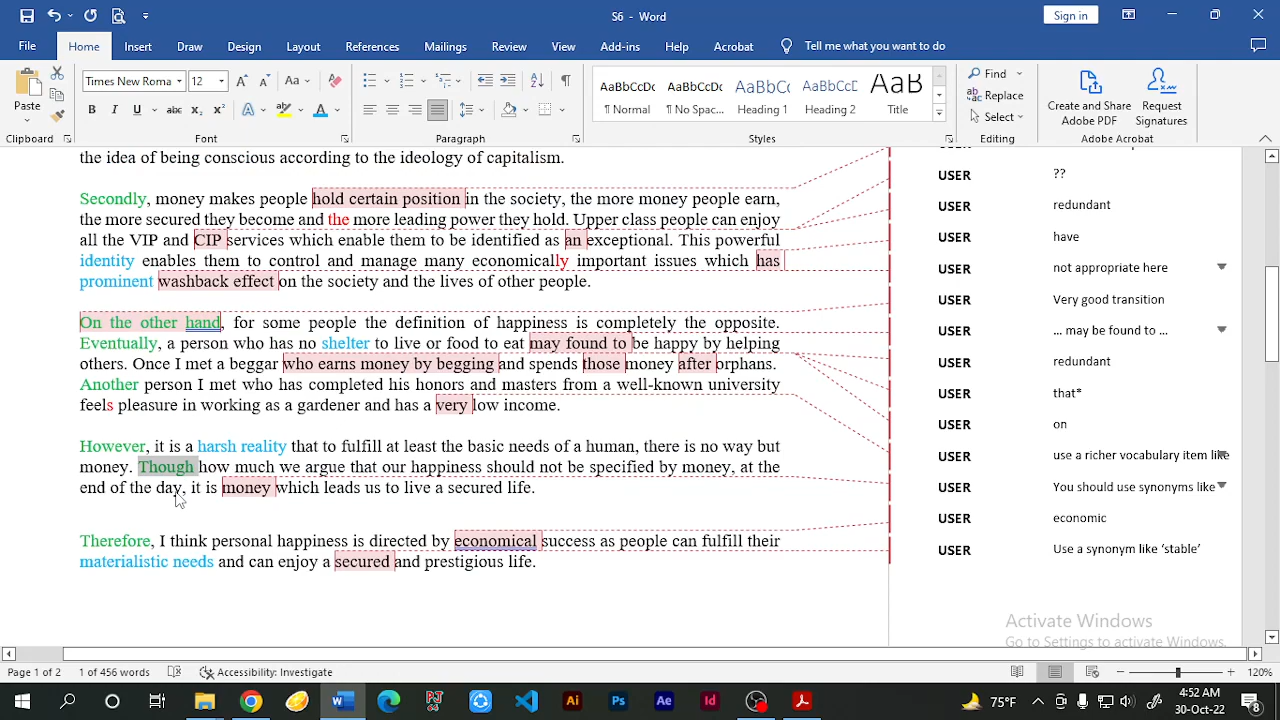 S6 - Word
Sign in
File Home Insert Draw Design Layout References Mailings Review View Add-ins Help Acrobat Tell me what you want to do
Times New Roma 12
Paste
Clipboard Font Paragraph Styles Editing Adobe Acrobat
AaBbCcDc AaBbCcDc AaBbC AaBbCcD AaB
¶ Normal ¶ No Spac... Heading 1 Heading 2 Title
Find
Replace
Select
Create and Share Adobe PDF
Request Signatures
the idea of being conscious according to the ideology of capitalism.
Secondly, money makes people hold certain position in the society, the more money people earn,
the more secured they become and the more leading power they hold. Upper class people can enjoy
all the VIP and CIP services which enable them to be identified as an exceptional. This powerful
identity enables them to control and manage many economically important issues which has
prominent washback effect on the society and the lives of other people.
On the other hand, for some people the definition of happiness is completely the opposite.
Eventually, a person who has no shelter to live or food to eat may found to be happy by helping
others. Once I met a beggar who earns money by begging and spends those money after orphans.
Another person I met who has completed his honors and masters from a well-known university
feels pleasure in working as a gardener and has a very low income.
However, it is a harsh reality that to fulfill at least the basic needs of a human, there is no way but
money. Though how much we argue that our happiness should not be specified by money, at the
end of the day, it is money which leads us to live a secured life.
Therefore, I think personal happiness is directed by economical success as people can fulfill their
materialistic needs and can enjoy a secured and prestigious life.
USER ??
USER redundant
USER have
USER not appropriate here
USER Very good transition
USER ... may be found to ...
USER redundant
USER that*
USER on
USER use a richer vocabulary item like
USER You should use synonyms like
USER economic
USER Use a synonym like ‘stable’
Activate Windows
Go to Settings to activate Windows.
Page 1 of 2 1 of 456 words Accessibility: Investigate 120%
75°F
4:52 AM
30-Oct-22
8